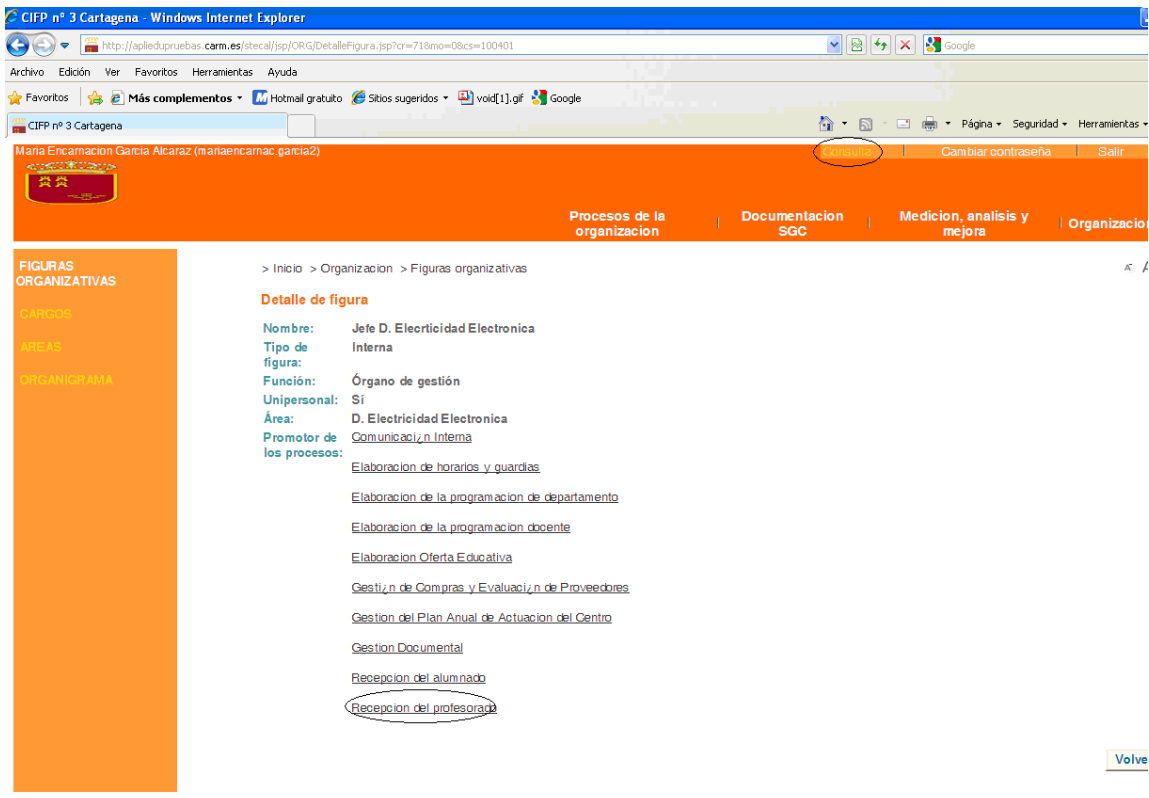 CIFP nº 3 Cartagena - Windows Internet Explorer
http://apliedupruebas.carm.es/stecal/jsp/ORG/DetalleFigura.jsp?cr=71&mo=0&cs=100401
Google
Archivo Edición Ver Favoritos Herramientas Ayuda
Favoritos Más complementos Hotmail gratuito Sitios sugeridos void[1].gif Google
CIFP nº 3 Cartagena Página Seguridad Herramientas
Maria Encarnacion Garcia Alcaraz (mariaencarnac.garcia2) Consulta | Cambiar contraseña | Salir
Procesos de la organizacion | Documentacion SGC | Medicion, analisis y mejora | Organizacio
FIGURAS ORGANIZATIVAS
CARGOS
AREAS
ORGANIGRAMA
> Inicio > Organizacion > Figuras organizativas
Detalle de figura
Nombre: Jefe D. Elecrticidad Electronica
Tipo de figura: Interna
Función: Órgano de gestión
Unipersonal: Sí
Área: D. Electricidad Electronica
Promotor de los procesos: Comunicaci¿n Interna
Elaboracion de horarios y guardias
Elaboracion de la programacion de departamento
Elaboracion de la programacion docente
Elaboracion Oferta Educativa
Gesti¿n de Compras y Evaluaci¿n de Proveedores
Gestion del Plan Anual de Actuacion del Centro
Gestion Documental
Recepcion del alumnado
Recepcion del profesorado
Volve